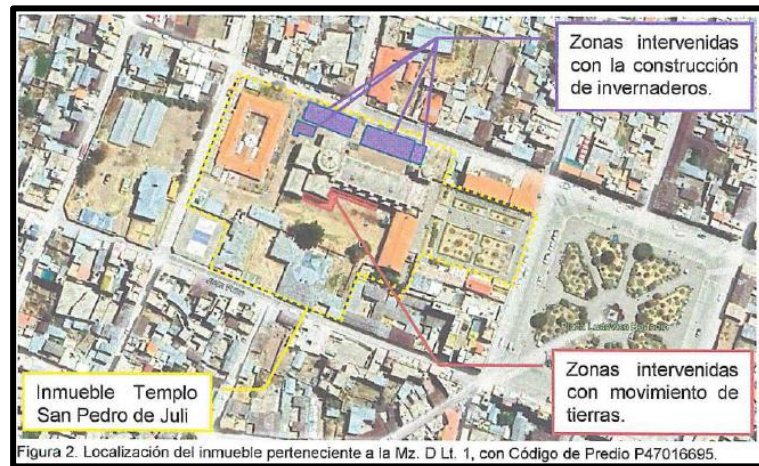 Zonas intervenidas
con la construcción
de invernaderos.
Inmueble Templo
San Pedro de Juli
Zonas intervenidas
con movimiento de
tierras.
Figura 2. Localización del inmueble perteneciente a la Mz. D Lt. 1, con Código de Predio P47016695.